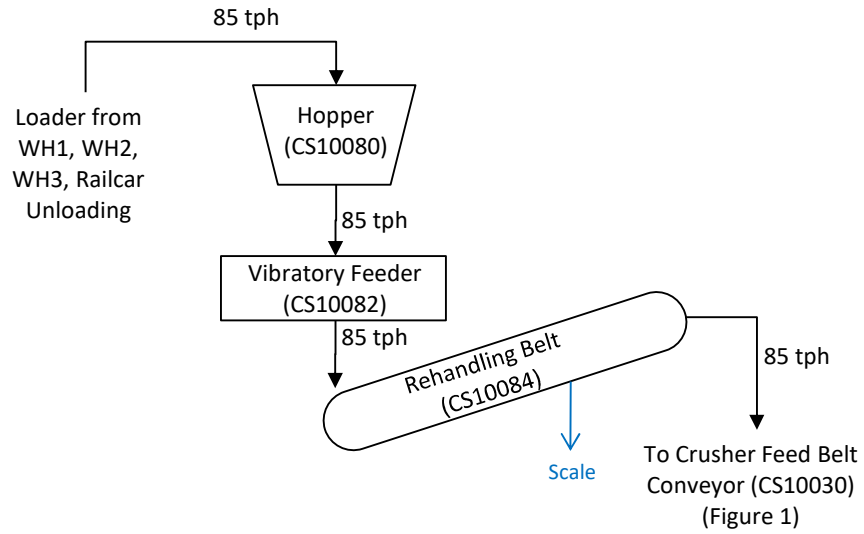 85 tph
Loader from
WH1, WH2,
WH3, Railcar
Unloading
Hopper
(CS10080)
85 tph
Vibratory Feeder
(CS10082)
85 tph
Rehandling Belt
(CS10084)
Scale
85 tph
To Crusher Feed Belt
Conveyor (CS10030)
(Figure 1)